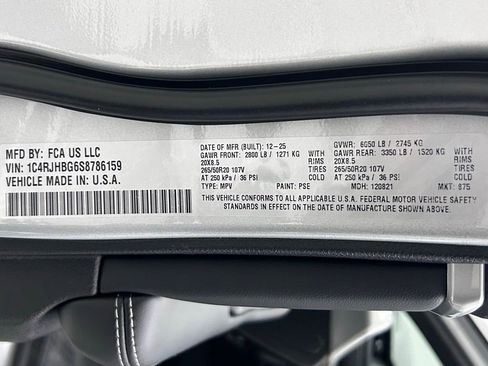 MFD BY: FCA US LLC
VIN: 1C4RJHBG6S8786159
VEHICLE MADE IN U.S.A.
DATE OF MFR (BUILT): 12-25 GVWR: 6050 LB / 2745 KG
GAWR FRONT: 2800 LB / 1271 KG GAWR REAR: 3350 LB / 1520 KG
20X8.5 RIMS 20X8.5 RIMS
265/50R20 107V TIRES 265/50R20 107V TIRES
AT 250 kPa / 36 PSI COLD AT 250 kPa / 36 PSI COLD
TYPE: MPV PAINT: PSE MDH: 120821 MKT: 875
THIS VEHICLE CONFORMS TO ALL APPLICABLE U.S.A. FEDERAL MOTOR VEHICLE SAFETY
STANDARDS IN EFFECT ON THE DATE OF MANUFACTURE SHOWN ABOVE.